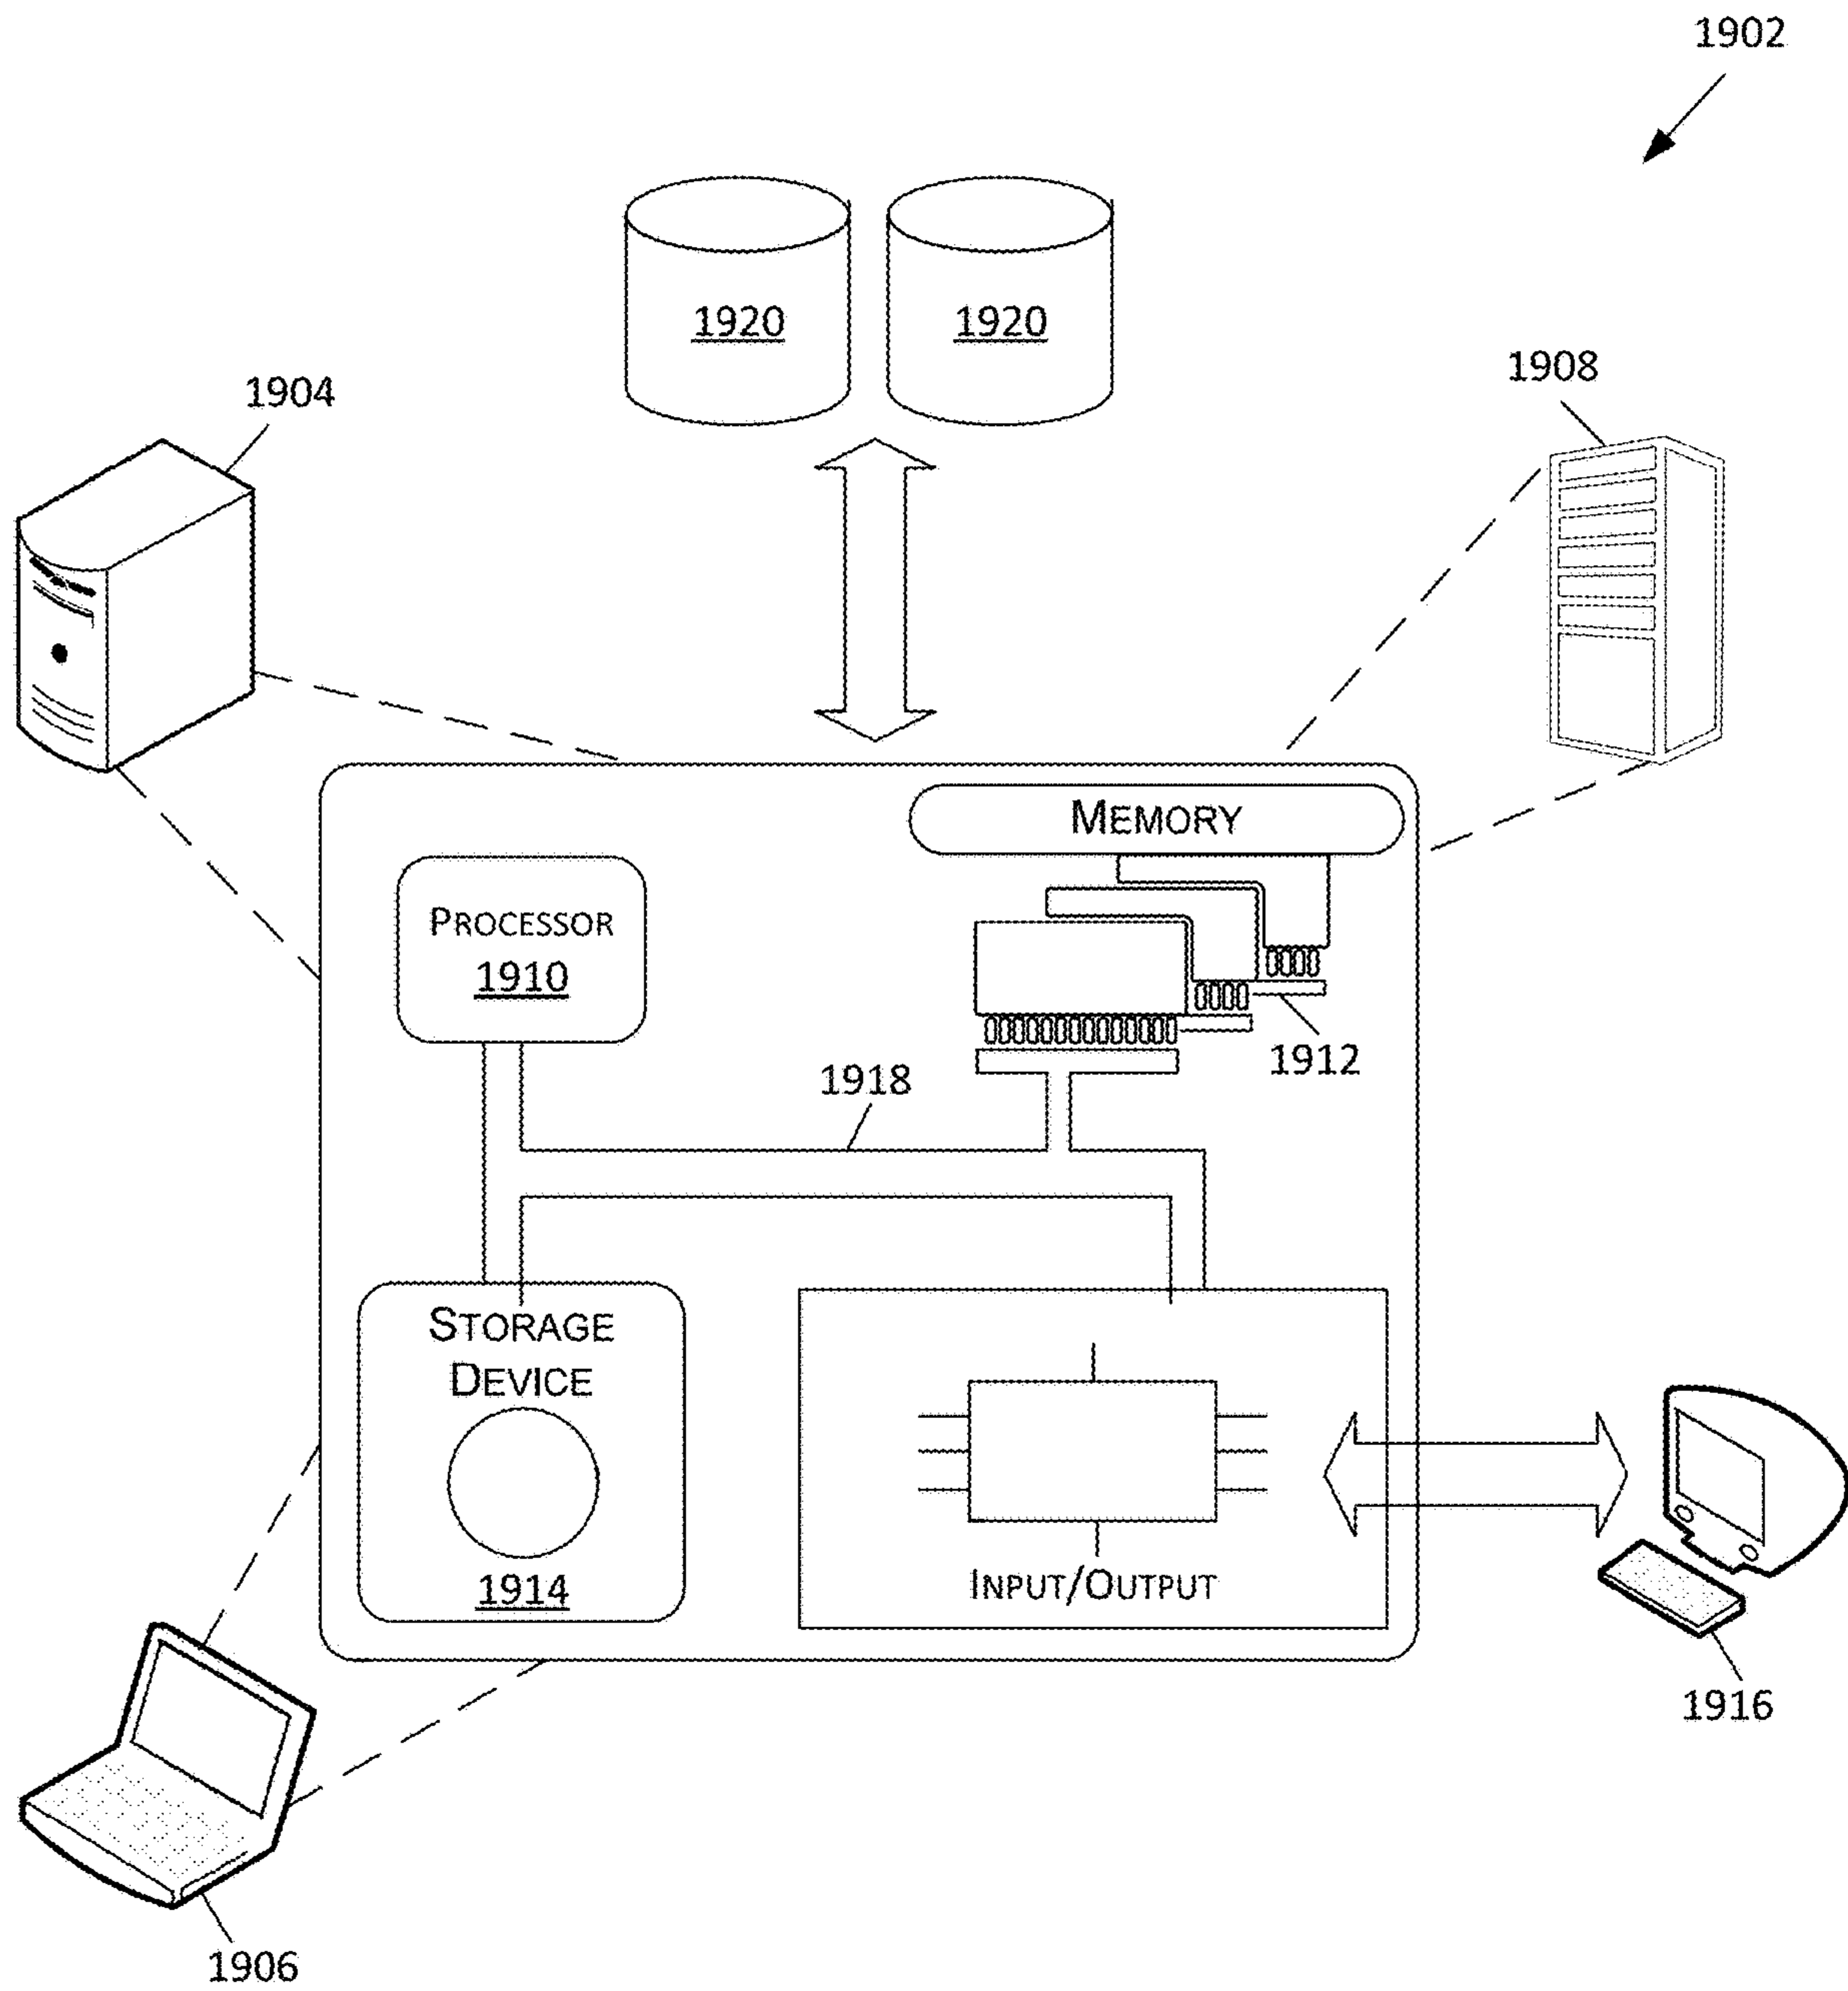 1902
1920
1920
1908
1904
MEMORY
PROCESSOR
1910
1912
1918
STORAGE
DEVICE
1914
INPUT/OUTPUT
1916
1906